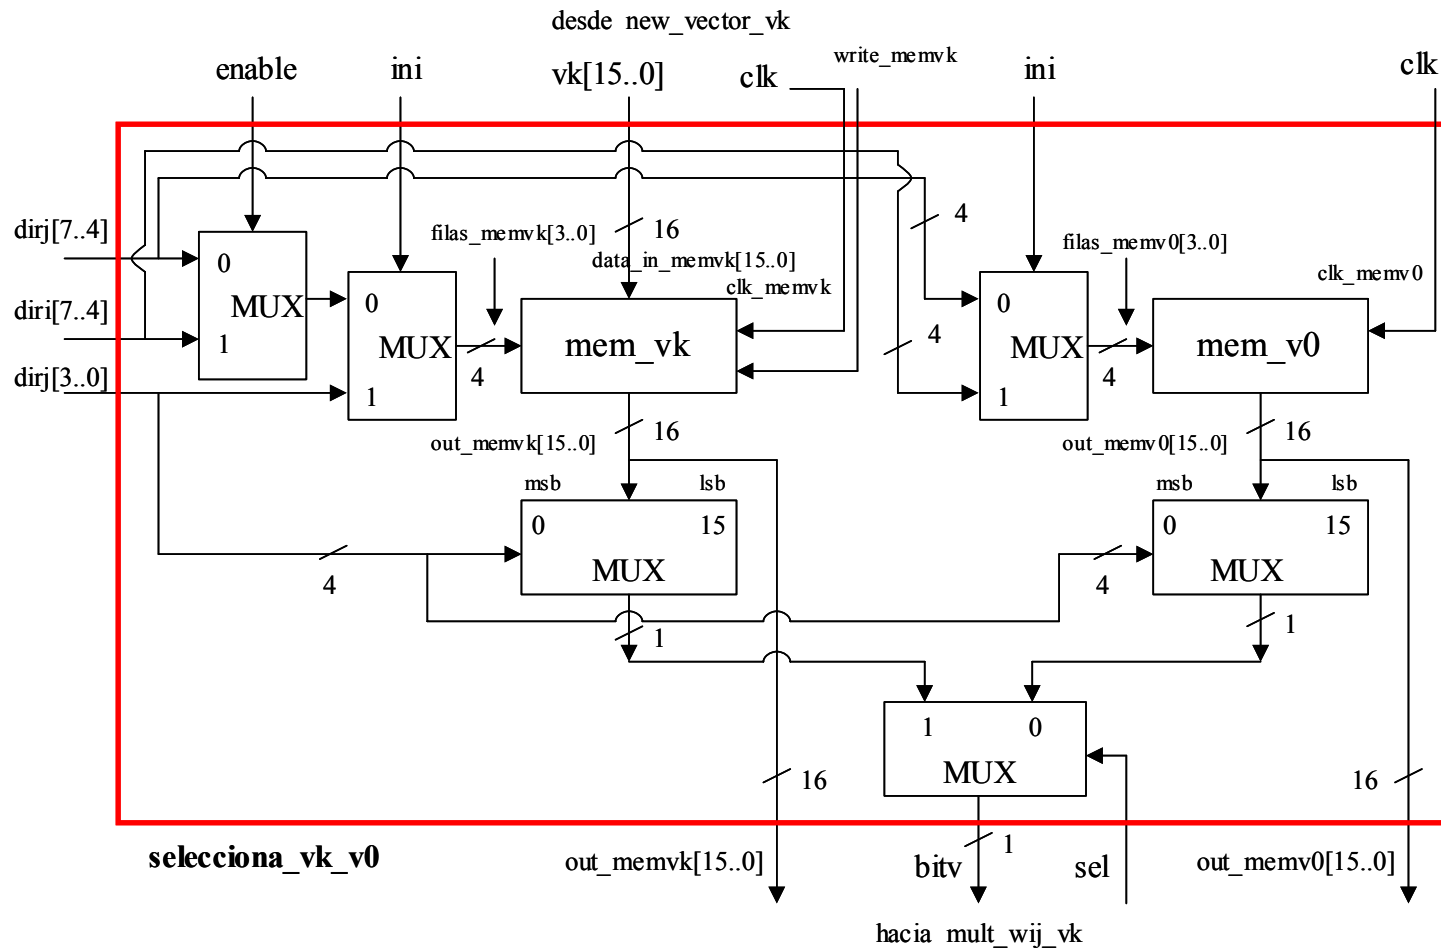 desde new_vector_vk
enable
ini
vk[15..0]
clk
write_memvk
ini
clk
dirj[7..4]
diri[7..4]
dirj[3..0]
0
MUX
1
0
MUX
1
filas_memvk[3..0]
4
16
data_in_memvk[15..0]
clk_memvk
mem_vk
4
4
0
MUX
1
filas_memv0[3..0]
4
clk_memv0
mem_v0
out_memvk[15..0]
16
out_memv0[15..0]
16
msb
lsb
0
15
MUX
msb
lsb
0
15
MUX
4
4
1
1
1
0
MUX
16
16
selecciona_vk_v0
out_memvk[15..0]
1
bitv
sel
out_memv0[15..0]
hacia mult_wij_vk